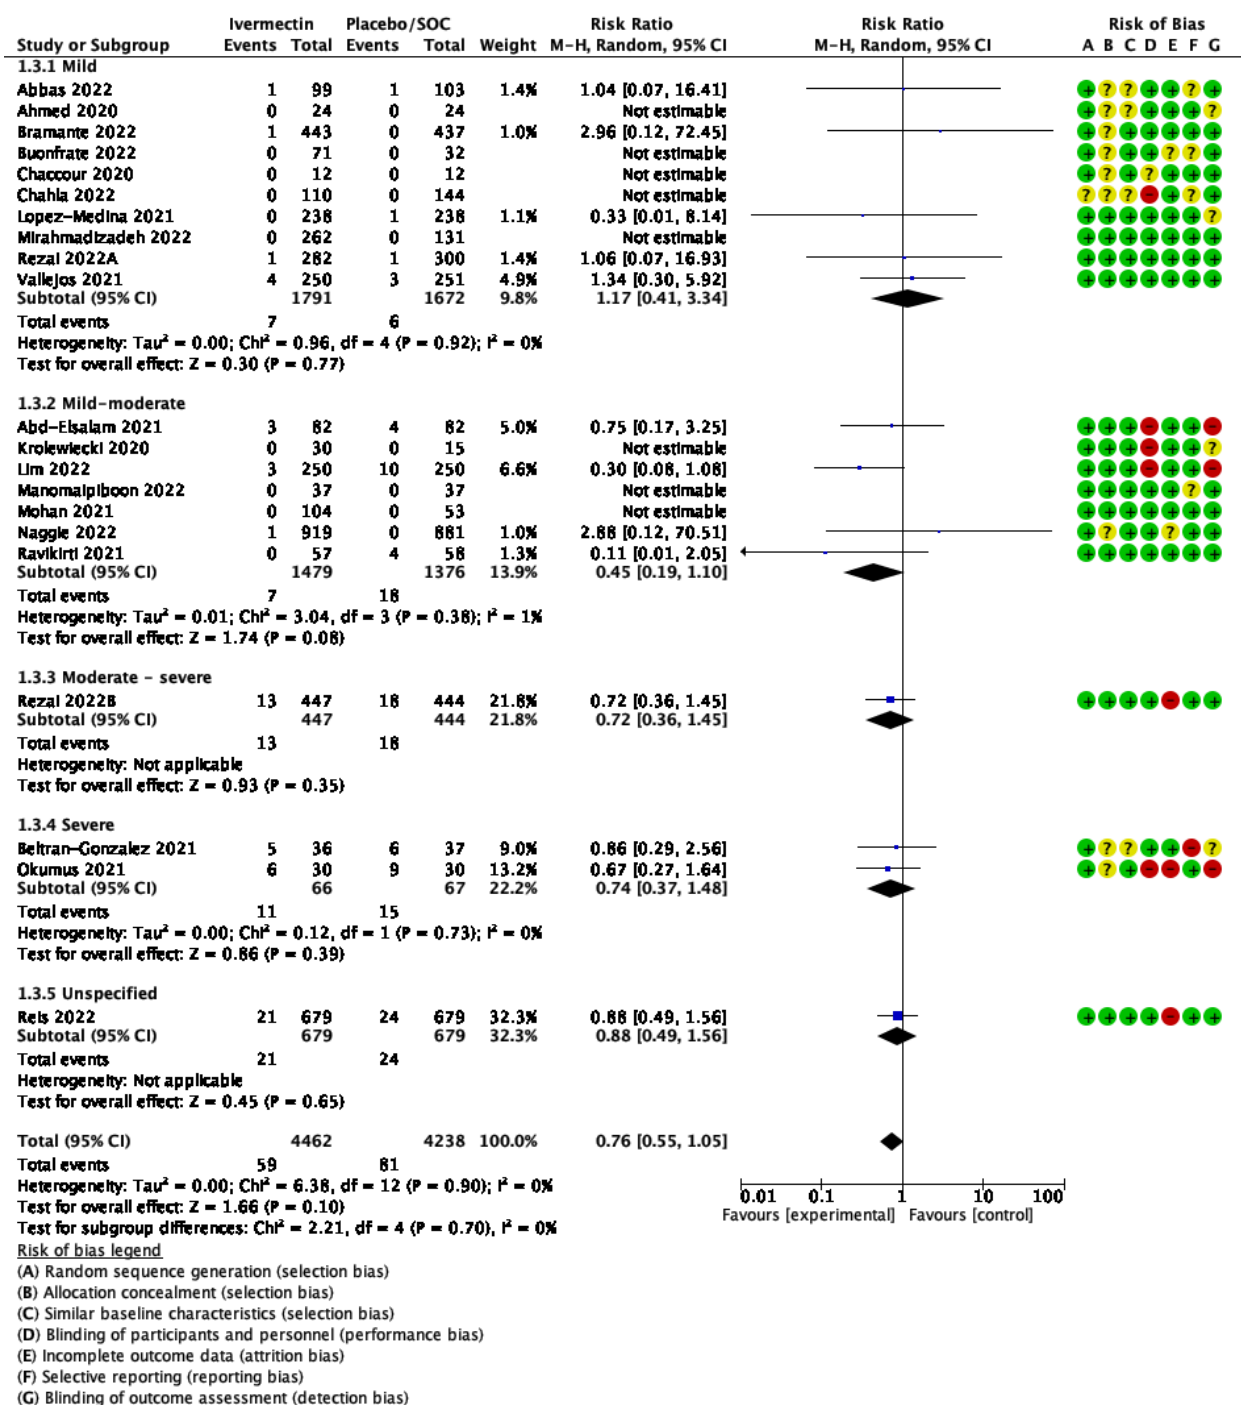 Ivermectin Placebo/SOC Risk Ratio Risk Ratio Risk of Bias
Study or Subgroup Events Total Events Total Weight M-H, Random, 95% CI M-H, Random, 95% CI A B C D E F G
1.3.1 Mild
Abbas 2022 1 99 1 103 1.4% 1.04 [0.07, 16.41] + ? ? + + ? +
Ahmed 2020 0 24 0 24 Not estimable + ? ? + + + ?
Bramante 2022 1 443 0 437 1.0% 2.96 [0.12, 72.45] + ? + + + + +
Buonfrate 2022 0 71 0 32 Not estimable + ? + + ? ? +
Chaccour 2020 0 12 0 12 Not estimable + ? + ? + + +
Chahla 2022 0 110 0 144 Not estimable ? ? ? - + ? +
Lopez-Medina 2021 0 238 1 238 1.1% 0.33 [0.01, 8.14] + + + + + + ?
Mirahmadizadeh 2022 0 262 0 131 Not estimable + + + + + + +
Rezai 2022A 1 282 1 300 1.4% 1.06 [0.07, 16.93] + + + + + + +
Vallejos 2021 4 250 3 251 4.9% 1.34 [0.30, 5.92] + + + + + + +
Subtotal (95% CI) 1791 1672 9.8% 1.17 [0.41, 3.34]
Total events 7 6
Heterogeneity: Tau² = 0.00; Chi² = 0.96, df = 4 (P = 0.92); I² = 0%
Test for overall effect: Z = 0.30 (P = 0.77)
1.3.2 Mild-moderate
Abd-Elsalam 2021 3 82 4 82 5.0% 0.75 [0.17, 3.25] + + + - + + -
Krolewiecki 2020 0 30 0 15 Not estimable + + + - + + ?
Lim 2022 3 250 10 250 6.6% 0.30 [0.08, 1.08] + + + - + + -
Manomaipiboon 2022 0 37 0 37 Not estimable + + + + + ? +
Mohan 2021 0 104 0 53 Not estimable + + + + + + +
Naggie 2022 1 919 0 881 1.0% 2.88 [0.12, 70.51] + ? + + ? + +
Ravikirti 2021 0 57 4 58 1.3% 0.11 [0.01, 2.05] + + + + + + +
Subtotal (95% CI) 1479 1376 13.9% 0.45 [0.19, 1.10]
Total events 7 18
Heterogeneity: Tau² = 0.01; Chi² = 3.04, df = 3 (P = 0.38); I² = 1%
Test for overall effect: Z = 1.74 (P = 0.08)
1.3.3 Moderate - severe
Rezai 2022B 13 447 18 444 21.8% 0.72 [0.36, 1.45] + + + + - + +
Subtotal (95% CI) 447 444 21.8% 0.72 [0.36, 1.45]
Total events 13 18
Heterogeneity: Not applicable
Test for overall effect: Z = 0.93 (P = 0.35)
1.3.4 Severe
Beltran-Gonzalez 2021 5 36 6 37 9.0% 0.86 [0.29, 2.56] + ? ? + + - ?
Okumus 2021 6 30 9 30 13.2% 0.67 [0.27, 1.64] + ? + - - + -
Subtotal (95% CI) 66 67 22.2% 0.74 [0.37, 1.48]
Total events 11 15
Heterogeneity: Tau² = 0.00; Chi² = 0.12, df = 1 (P = 0.73); I² = 0%
Test for overall effect: Z = 0.86 (P = 0.39)
1.3.5 Unspecified
Reis 2022 21 679 24 679 32.3% 0.88 [0.49, 1.56] + + + + - + +
Subtotal (95% CI) 679 679 32.3% 0.88 [0.49, 1.56]
Total events 21 24
Heterogeneity: Not applicable
Test for overall effect: Z = 0.45 (P = 0.65)
Total (95% CI) 4462 4238 100.0% 0.76 [0.55, 1.05]
Total events 59 81
Heterogeneity: Tau² = 0.00; Chi² = 6.38, df = 12 (P = 0.90); I² = 0%
Test for overall effect: Z = 1.66 (P = 0.10)
Test for subgroup differences: Chi² = 2.21, df = 4 (P = 0.70), I² = 0%
0.01 0.1 1 10 100
Favours [experimental] Favours [control]
Risk of bias legend
(A) Random sequence generation (selection bias)
(B) Allocation concealment (selection bias)
(C) Similar baseline characteristics (selection bias)
(D) Blinding of participants and personnel (performance bias)
(E) Incomplete outcome data (attrition bias)
(F) Selective reporting (reporting bias)
(G) Blinding of outcome assessment (detection bias)